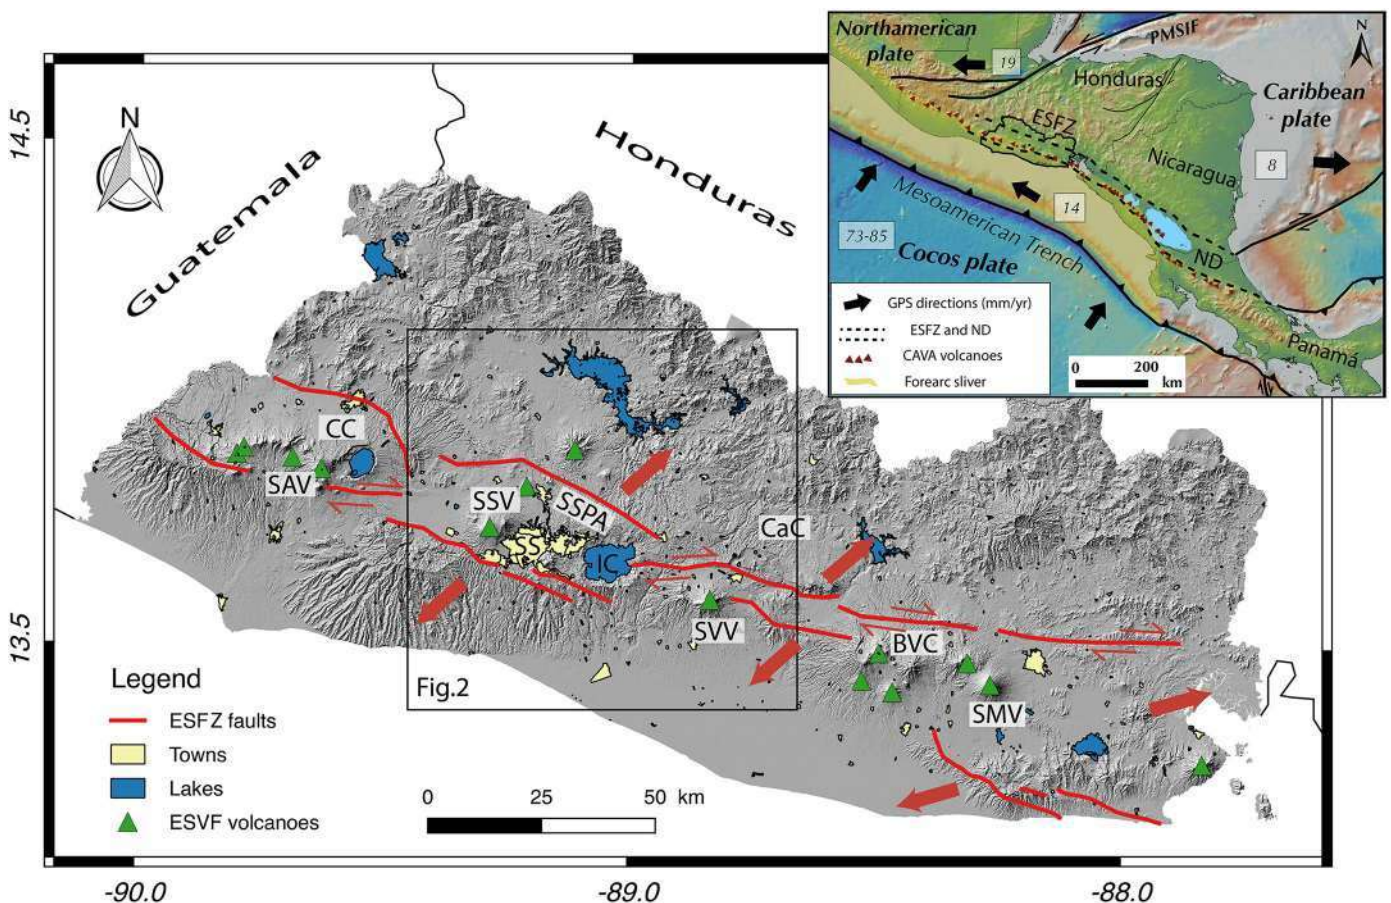 Northamerican
plate
19
PMSIF
N
Honduras
Caribbean
plate
ESFZ
Nicaragua
8
14
Mesoamerican Trench
73-85
Cocos plate
ND
Panamá
GPS directions (mm/yr)
ESFZ and ND
CAVA volcanoes
Forearc sliver
0 200
km
14.5
13.5
N
Guatemala
Honduras
CC
SAV
SSV
SSPA
SS
IC
CaC
SVV
BVC
SMV
Fig.2
Legend
ESFZ faults
Towns
Lakes
ESVF volcanoes
0 25 50 km
-90.0 -89.0 -88.0